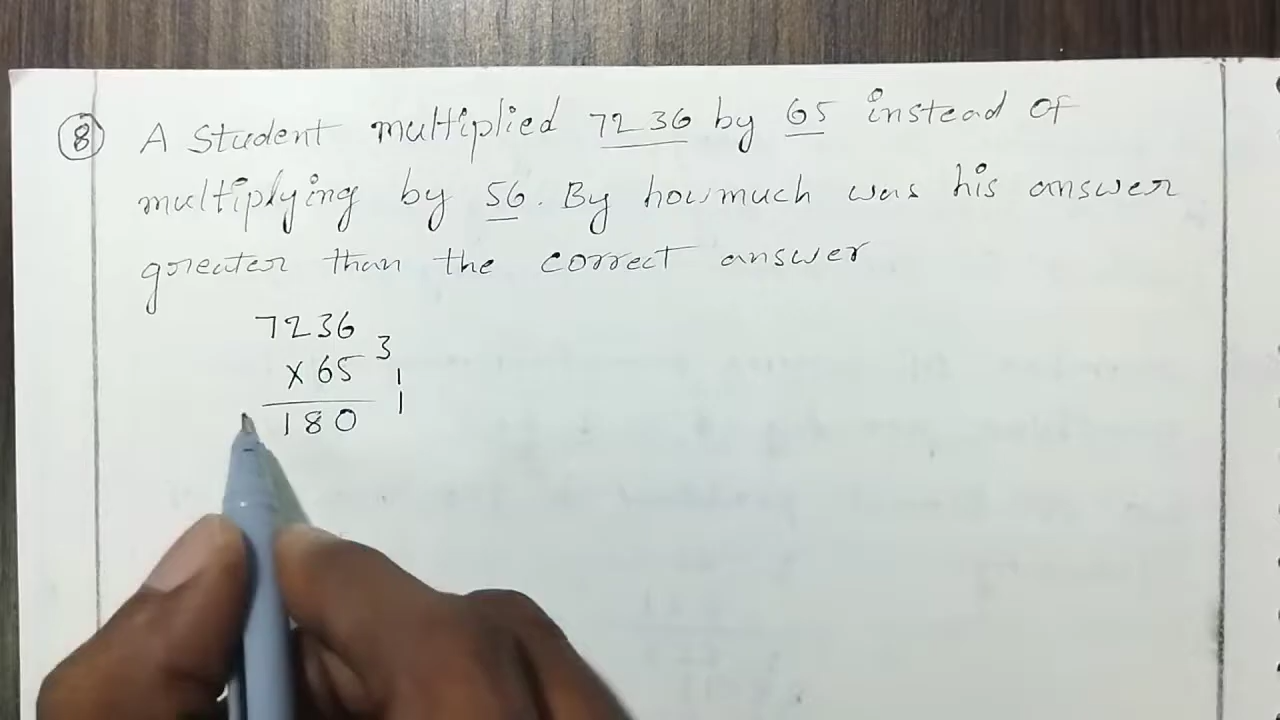 8 A Student multiplied 7236 by 65 instead of
multiplying by 56. By howmuch was his answer
greater than the correct answer
7236
3
×65
1
1
180